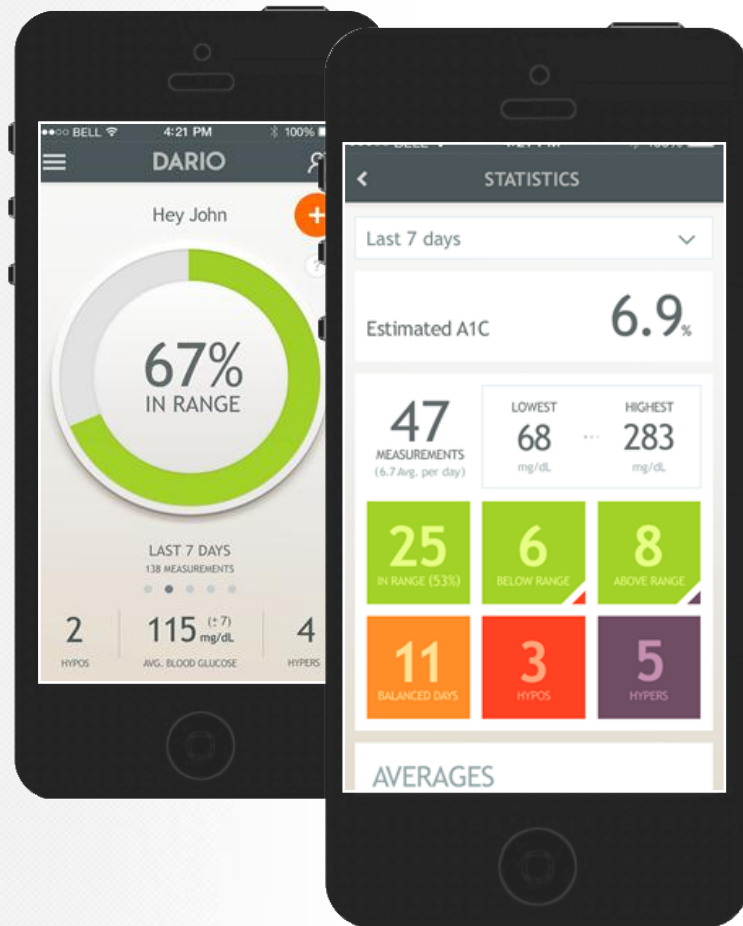 BELL 4:21 PM 100%
DARIO
Hey John
+
?
67%
IN RANGE
LAST 7 DAYS
138 MEASUREMENTS
2
HYPOS
115 (± 7)
mg/dL
AVG. BLOOD GLUCOSE
4
HYPERS
STATISTICS
Last 7 days
Estimated A1C 6.9%
47
MEASUREMENTS
(6.7 Avg. per day)
LOWEST
68
mg/dL
...
HIGHEST
283
mg/dL
25
IN RANGE (53%)
6
BELOW RANGE
8
ABOVE RANGE
11
BALANCED DAYS
3
HYPOS
5
HYPERS
AVERAGES